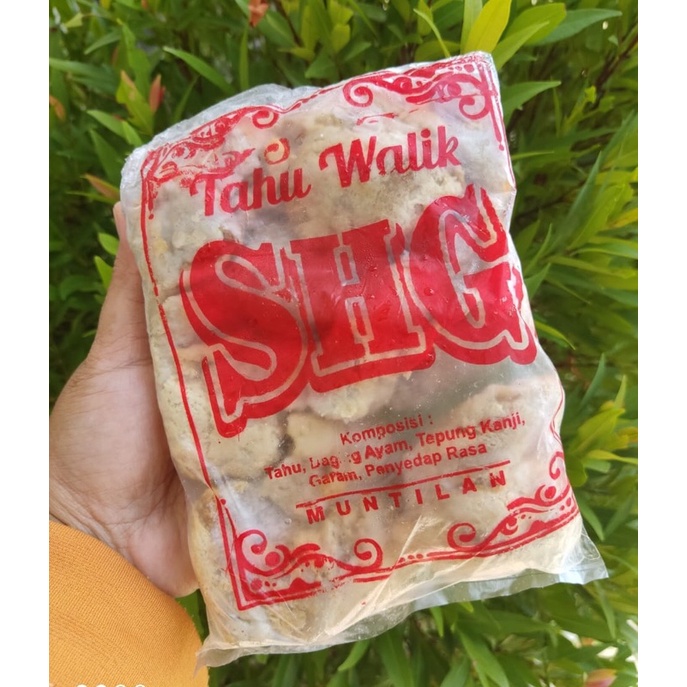 Tahu Walik
SHG
Komposisi :
Tahu, Daging Ayam, Tepung Kanji,
Garam, Penyedap Rasa
MUNTILAN